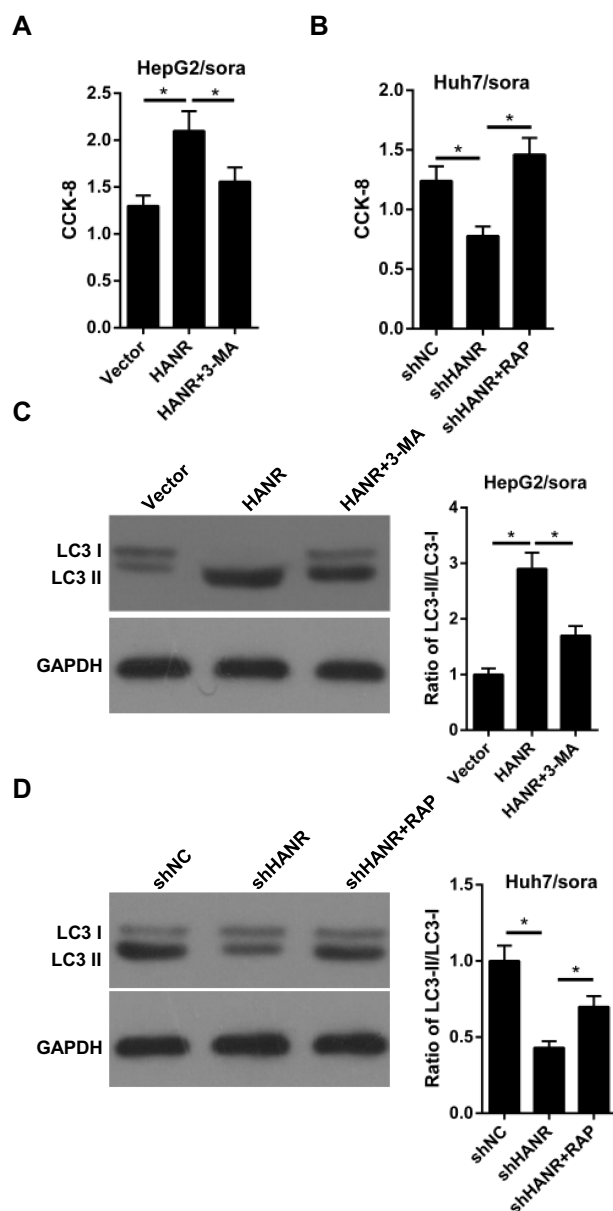 A
HepG2/sora
CCK-8
2.5
2.0
1.5
1.0
0.5
0.0
* *
Vector
HANR
HANR+3-MA
B
Huh7/sora
CCK-8
2.0
1.5
1.0
0.5
0.0
* *
shNC
shHANR
shHANR+RAP
C
Vector
HANR
HANR+3-MA
LC3 I
LC3 II
GAPDH
HepG2/sora
Ratio of LC3-II/LC3-I
4
3
2
1
0
* *
Vector
HANR
HANR+3-MA
D
shNC
shHANR
shHANR+RAP
LC3 I
LC3 II
GAPDH
Huh7/sora
Ratio of LC3-II/LC3-I
1.5
1.0
0.5
0.0
* *
shNC
shHANR
shHANR+RAP